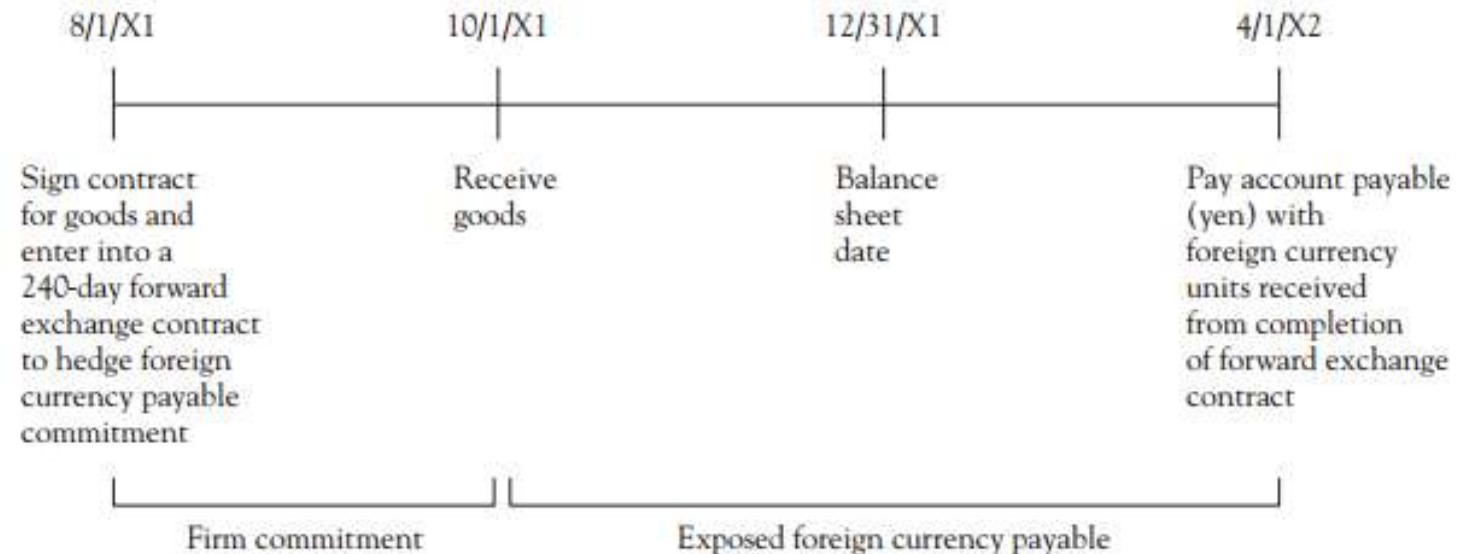 8/1/X1
10/1/X1
12/31/X1
4/1/X2
Sign contract
for goods and
enter into a
240-day forward
exchange contract
to hedge foreign
currency payable
commitment
Receive
goods
Balance
sheet
date
Pay account payable
(yen) with
foreign currency
units received
from completion
of forward exchange
contract
Firm commitment
Exposed foreign currency payable